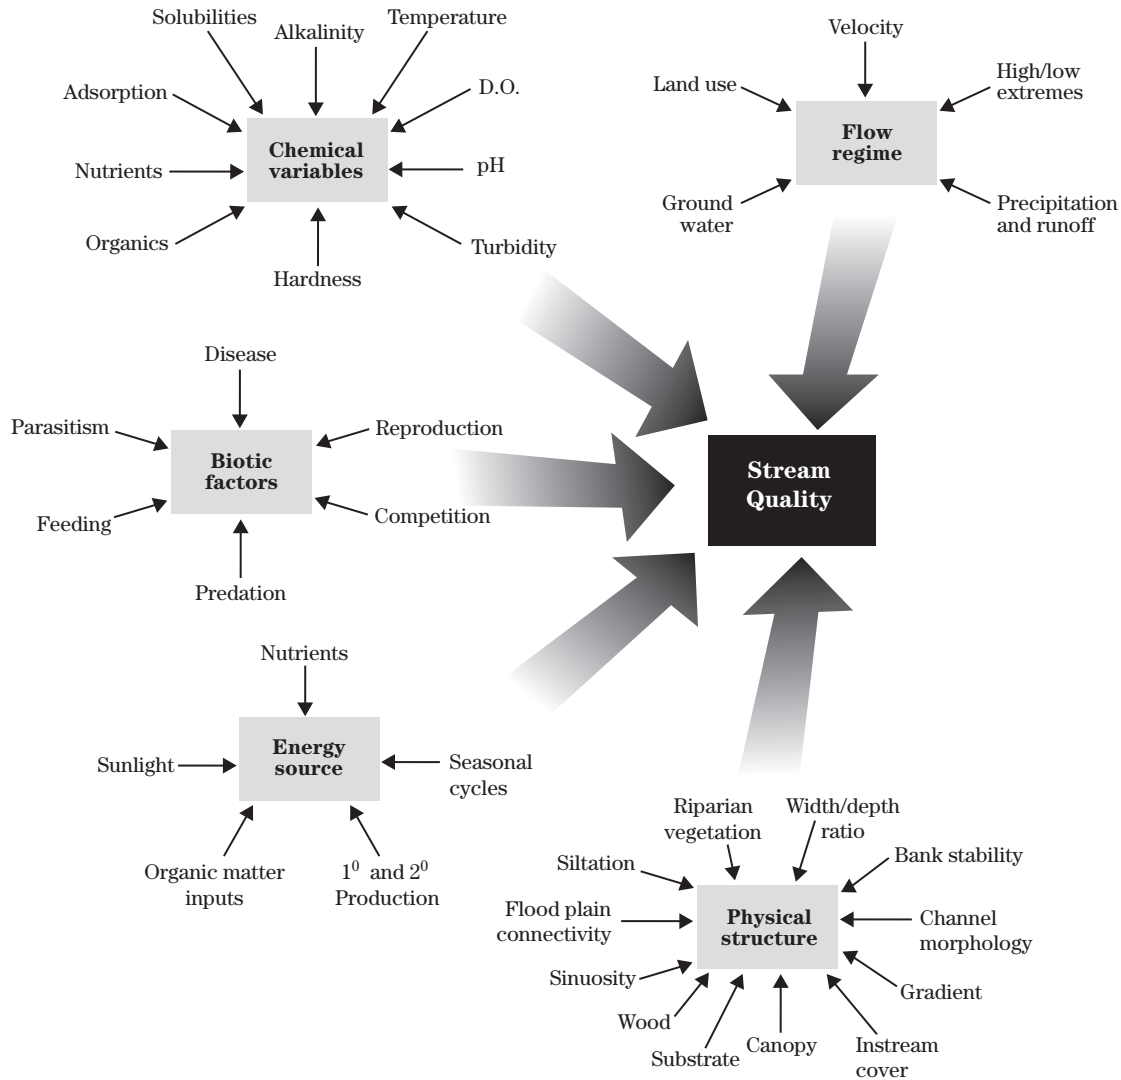 Solubilities
Alkalinity
Temperature
Adsorption
D.O.
Chemical
variables
Nutrients
pH
Organics
Turbidity
Hardness
Velocity
Land use
High/low
extremes
Flow
regime
Ground
water
Precipitation
and runoff
Disease
Parasitism
Reproduction
Biotic
factors
Feeding
Competition
Predation
Stream
Quality
Nutrients
Energy
source
Sunlight
Seasonal
cycles
Organic matter
inputs
1⁰ and 2⁰
Production
Riparian
vegetation
Width/depth
ratio
Siltation
Bank stability
Flood plain
connectivity
Physical
structure
Channel
morphology
Sinuosity
Gradient
Wood
Substrate
Canopy
Instream
cover